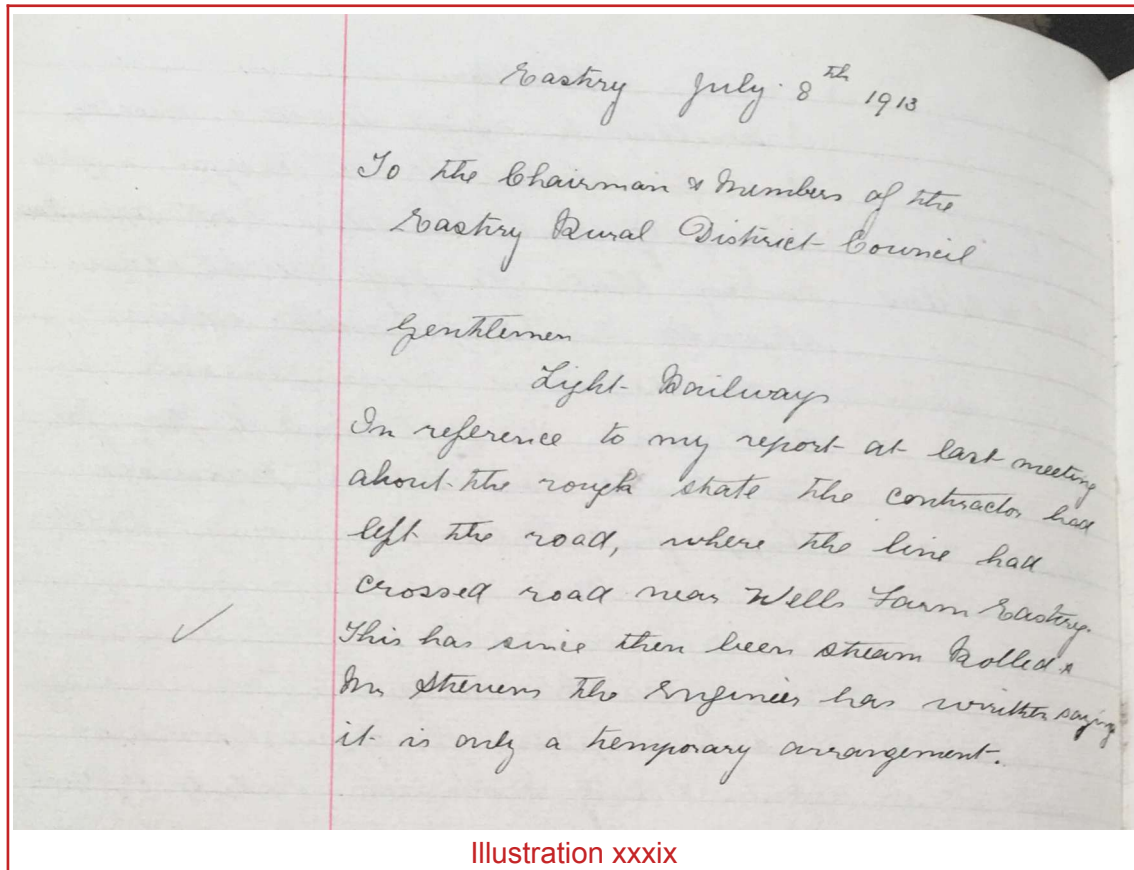 Eastry July 8th 1913
To the Chairman & Members of the
Eastry Rural District Council
Gentlemen
Light Railways
In reference to my report at last meeting
about the rough state the contractor had
left the road, where the line had
crossed road near Wells Farm Eastry.
This has since then been steam Rolled &
Mr Stevens the Engineer has written saying
it is only a temporary arrangement.
Illustration xxxix